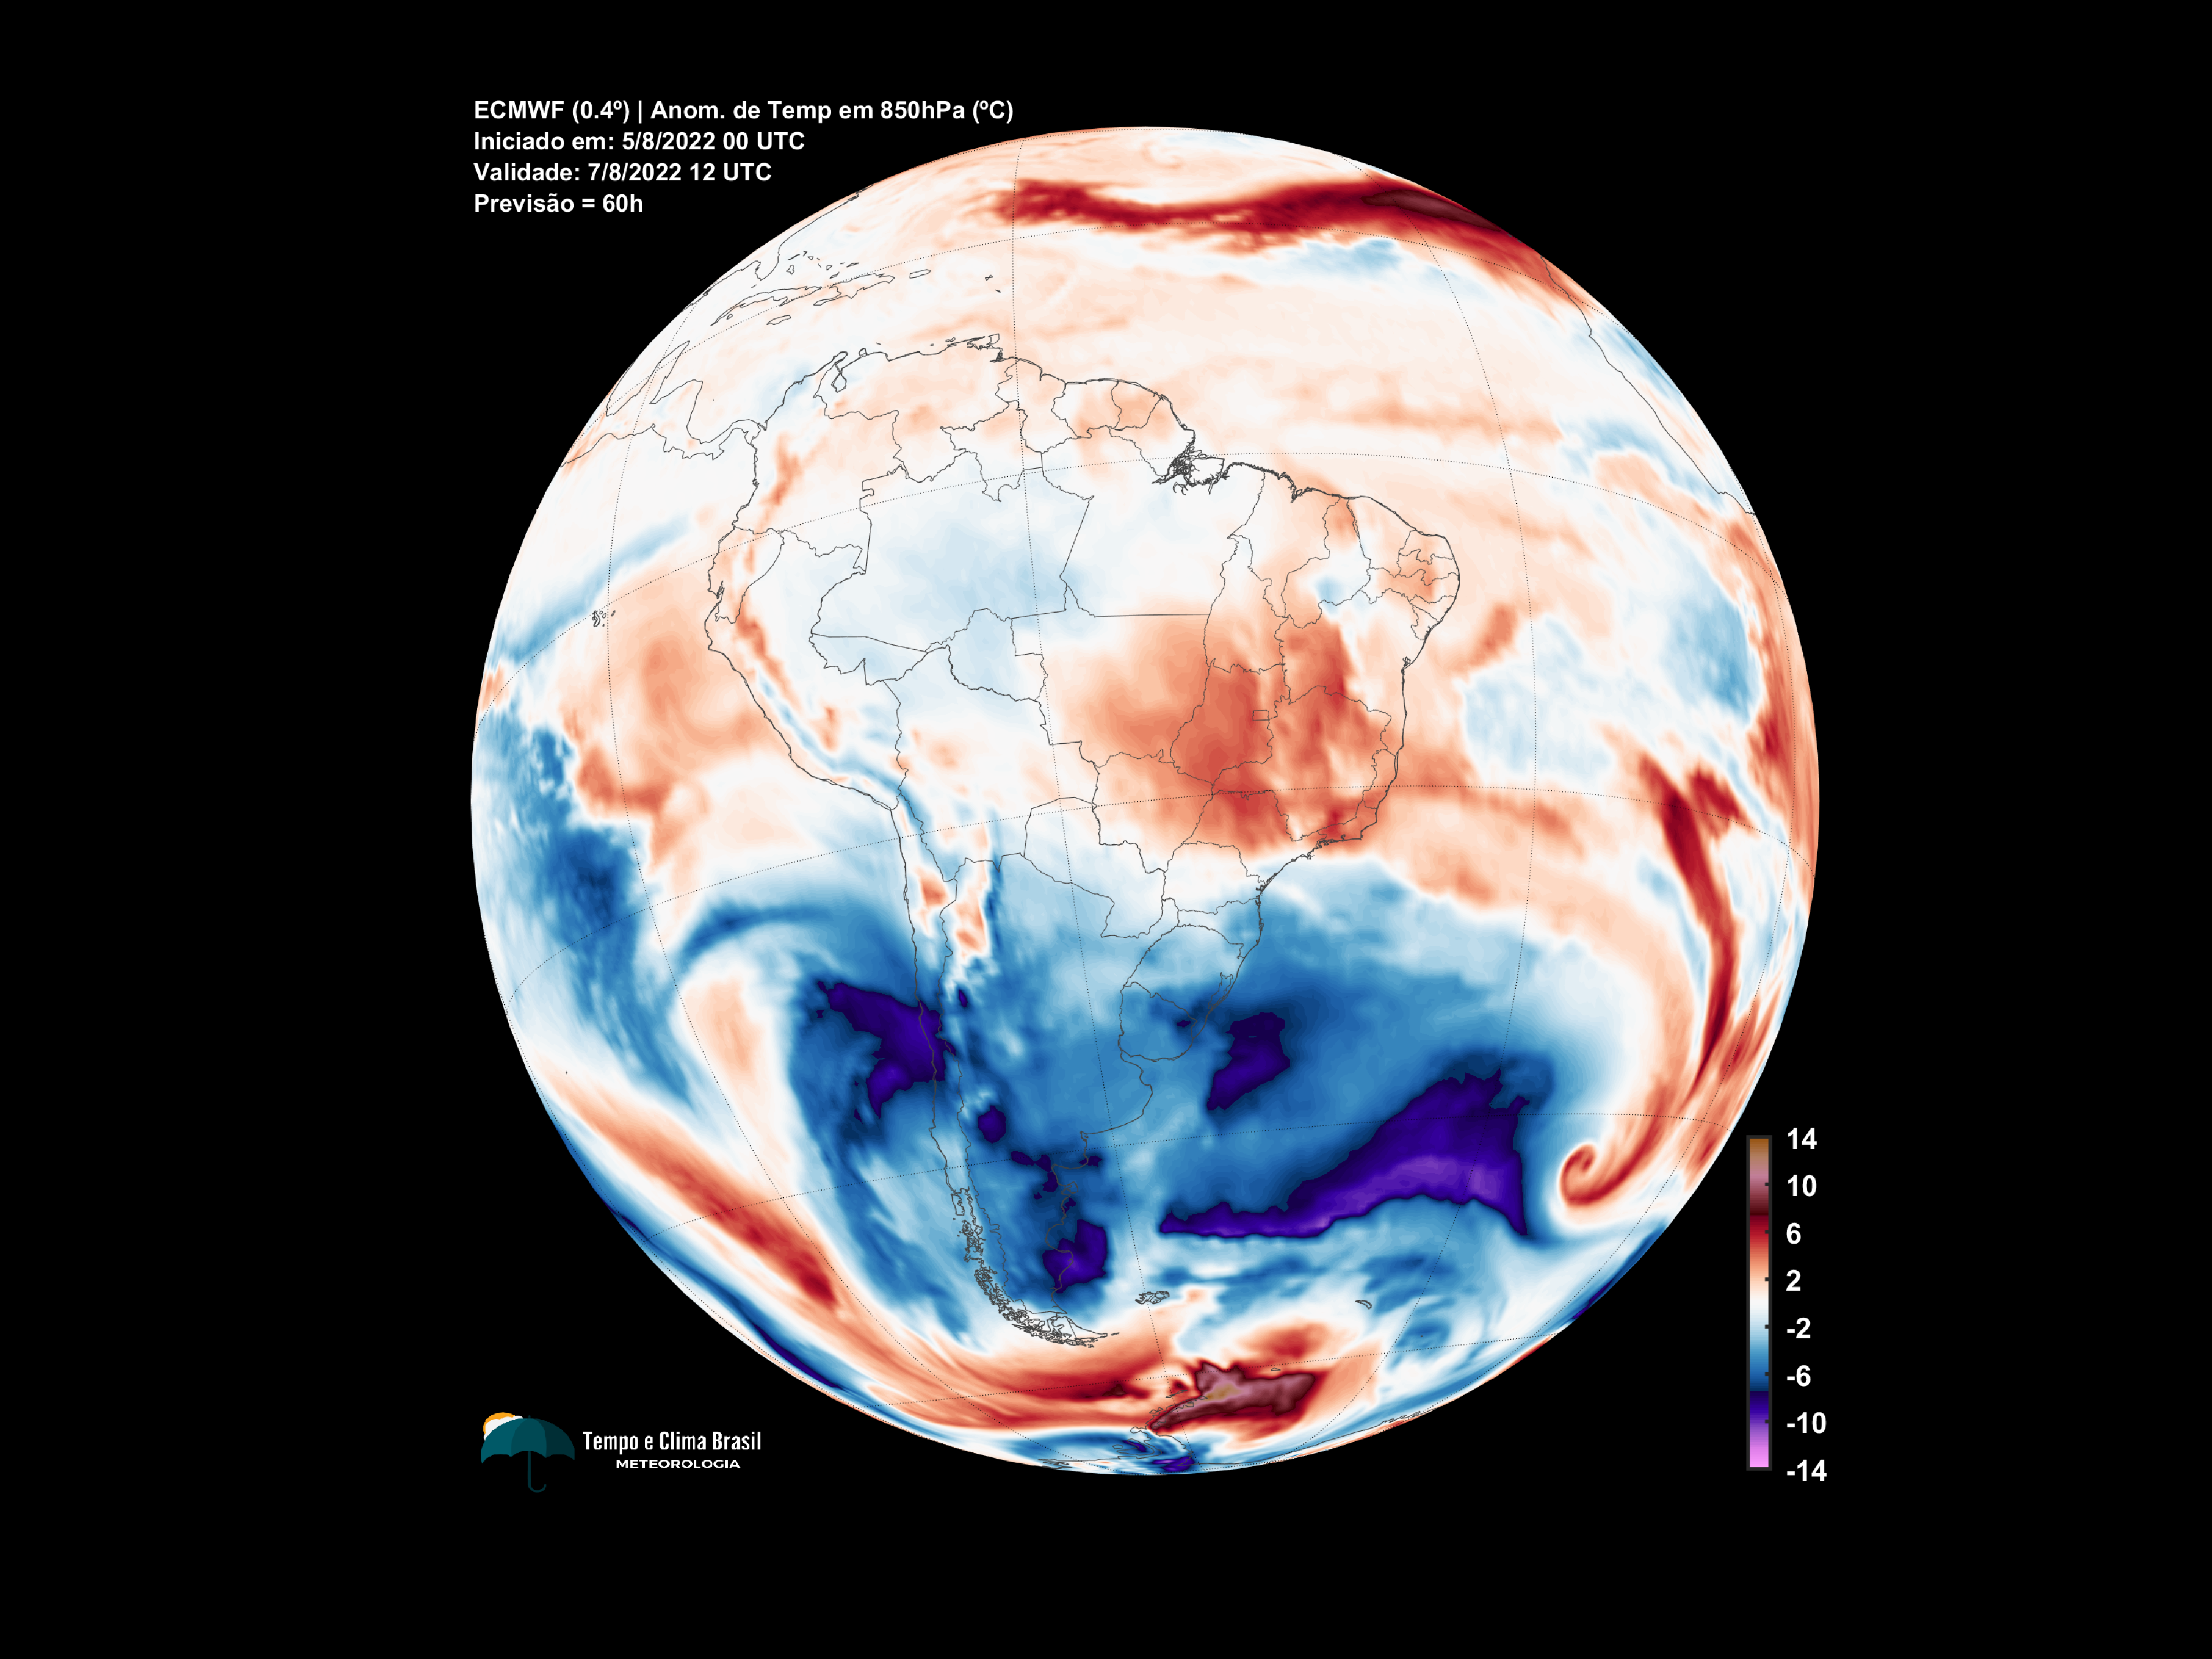 ECMWF (0.4º) | Anom. de Temp em 850hPa (ºC)
Iniciado em: 5/8/2022 00 UTC
Validade: 7/8/2022 12 UTC
Previsão = 60h
14
10
6
2
-2
-6
-10
-14
Tempo e Clima Brasil
METEOROLOGIA